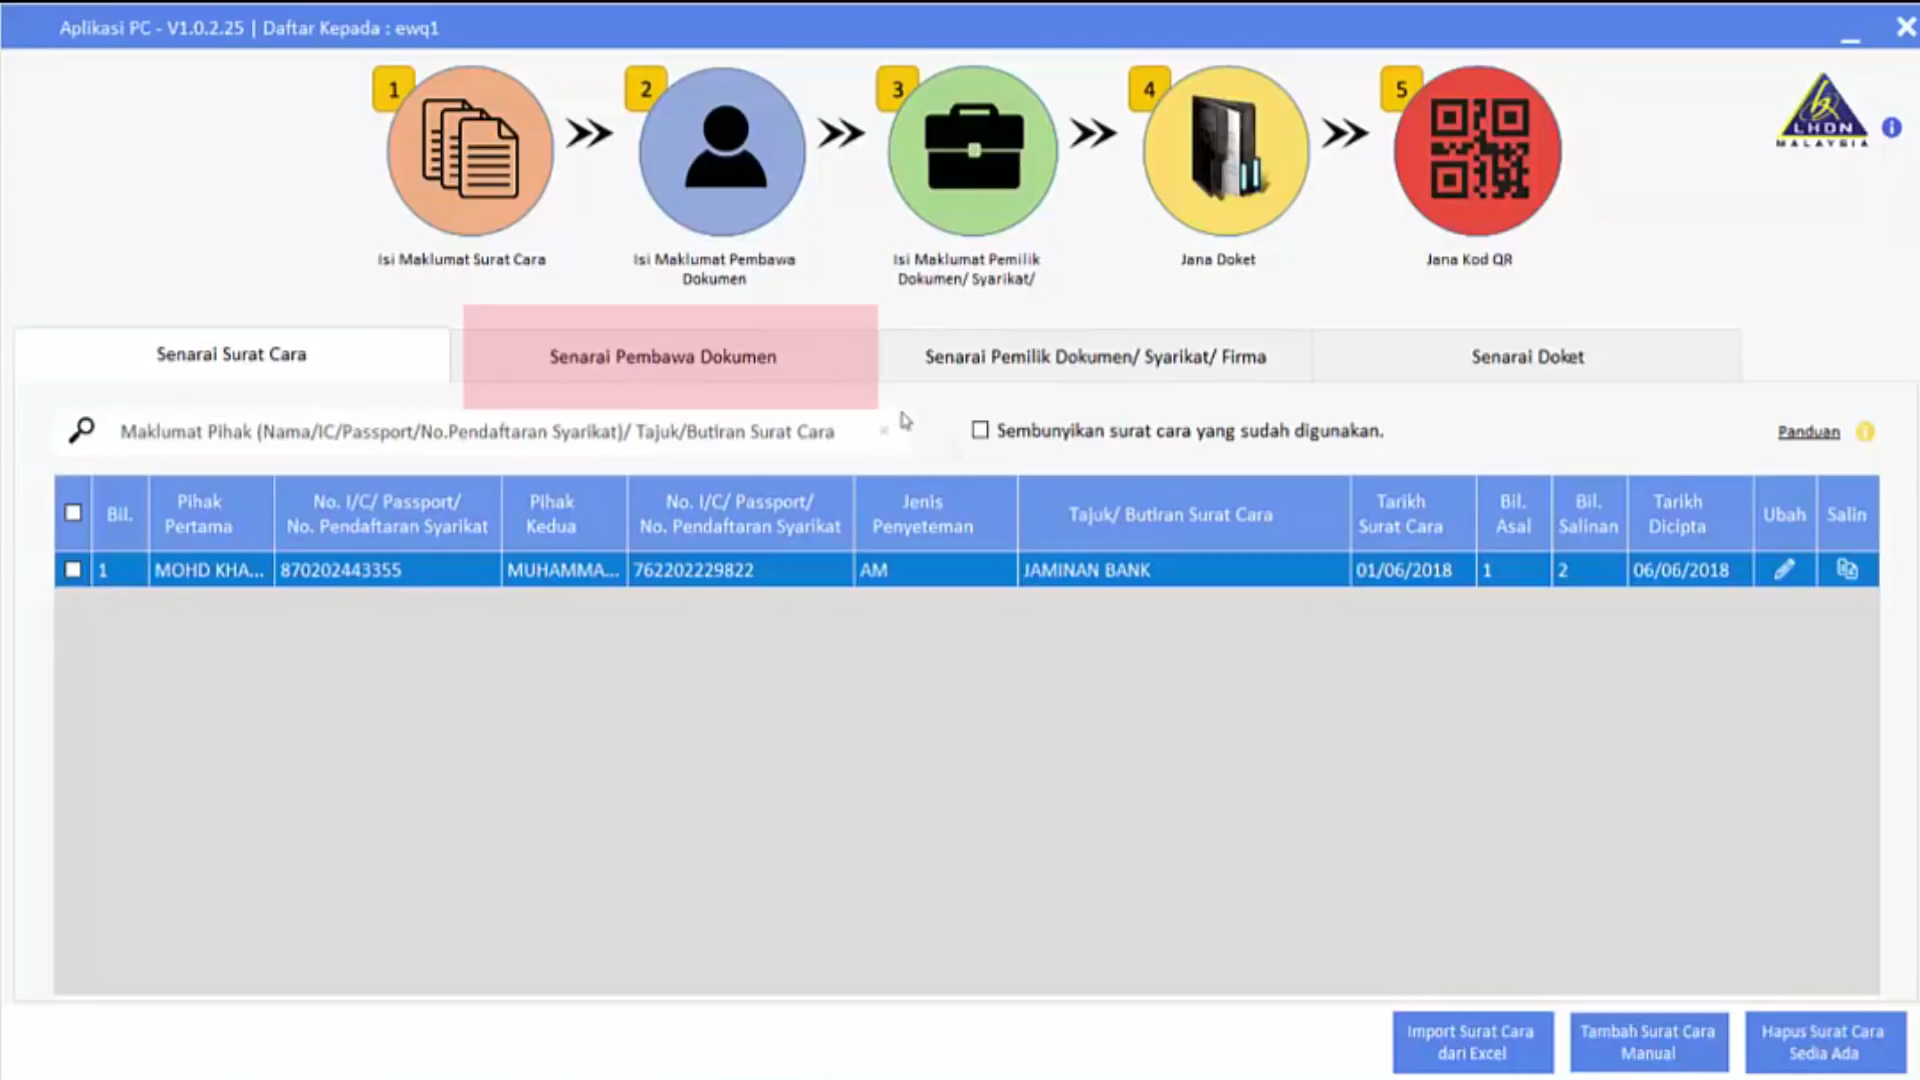 Aplikasi PC - V1.0.2.25 | Daftar Kepada : ewq1
1
2
3
4
5
LHDN
MALAYSIA
Isi Maklumat Surat Cara
Isi Maklumat Pembawa
Dokumen
Isi Maklumat Pemilik
Dokumen/ Syarikat/
Jana Doket
Jana Kod QR
Senarai Surat Cara
Senarai Pembawa Dokumen
Senarai Pemilik Dokumen/ Syarikat/ Firma
Senarai Doket
Maklumat Pihak (Nama/IC/Passport/No.Pendaftaran Syarikat)/ Tajuk/Butiran Surat Cara
Sembunyikan surat cara yang sudah digunakan.
Panduan
Bil.
Pihak
Pertama
No. I/C/ Passport/
No. Pendaftaran Syarikat
Pihak
Kedua
No. I/C/ Passport/
No. Pendaftaran Syarikat
Jenis
Penyeteman
Tajuk/ Butiran Surat Cara
Tarikh
Surat Cara
Bil.
Asal
Bil.
Salinan
Tarikh
Dicipta
Ubah
Salin
1 MOHD KHA... 870202443355 MUHAMMA... 762202229822 AM JAMINAN BANK 01/06/2018 1 2 06/06/2018
Import Surat Cara
dari Excel
Tambah Surat Cara
Manual
Hapus Surat Cara
Sedia Ada